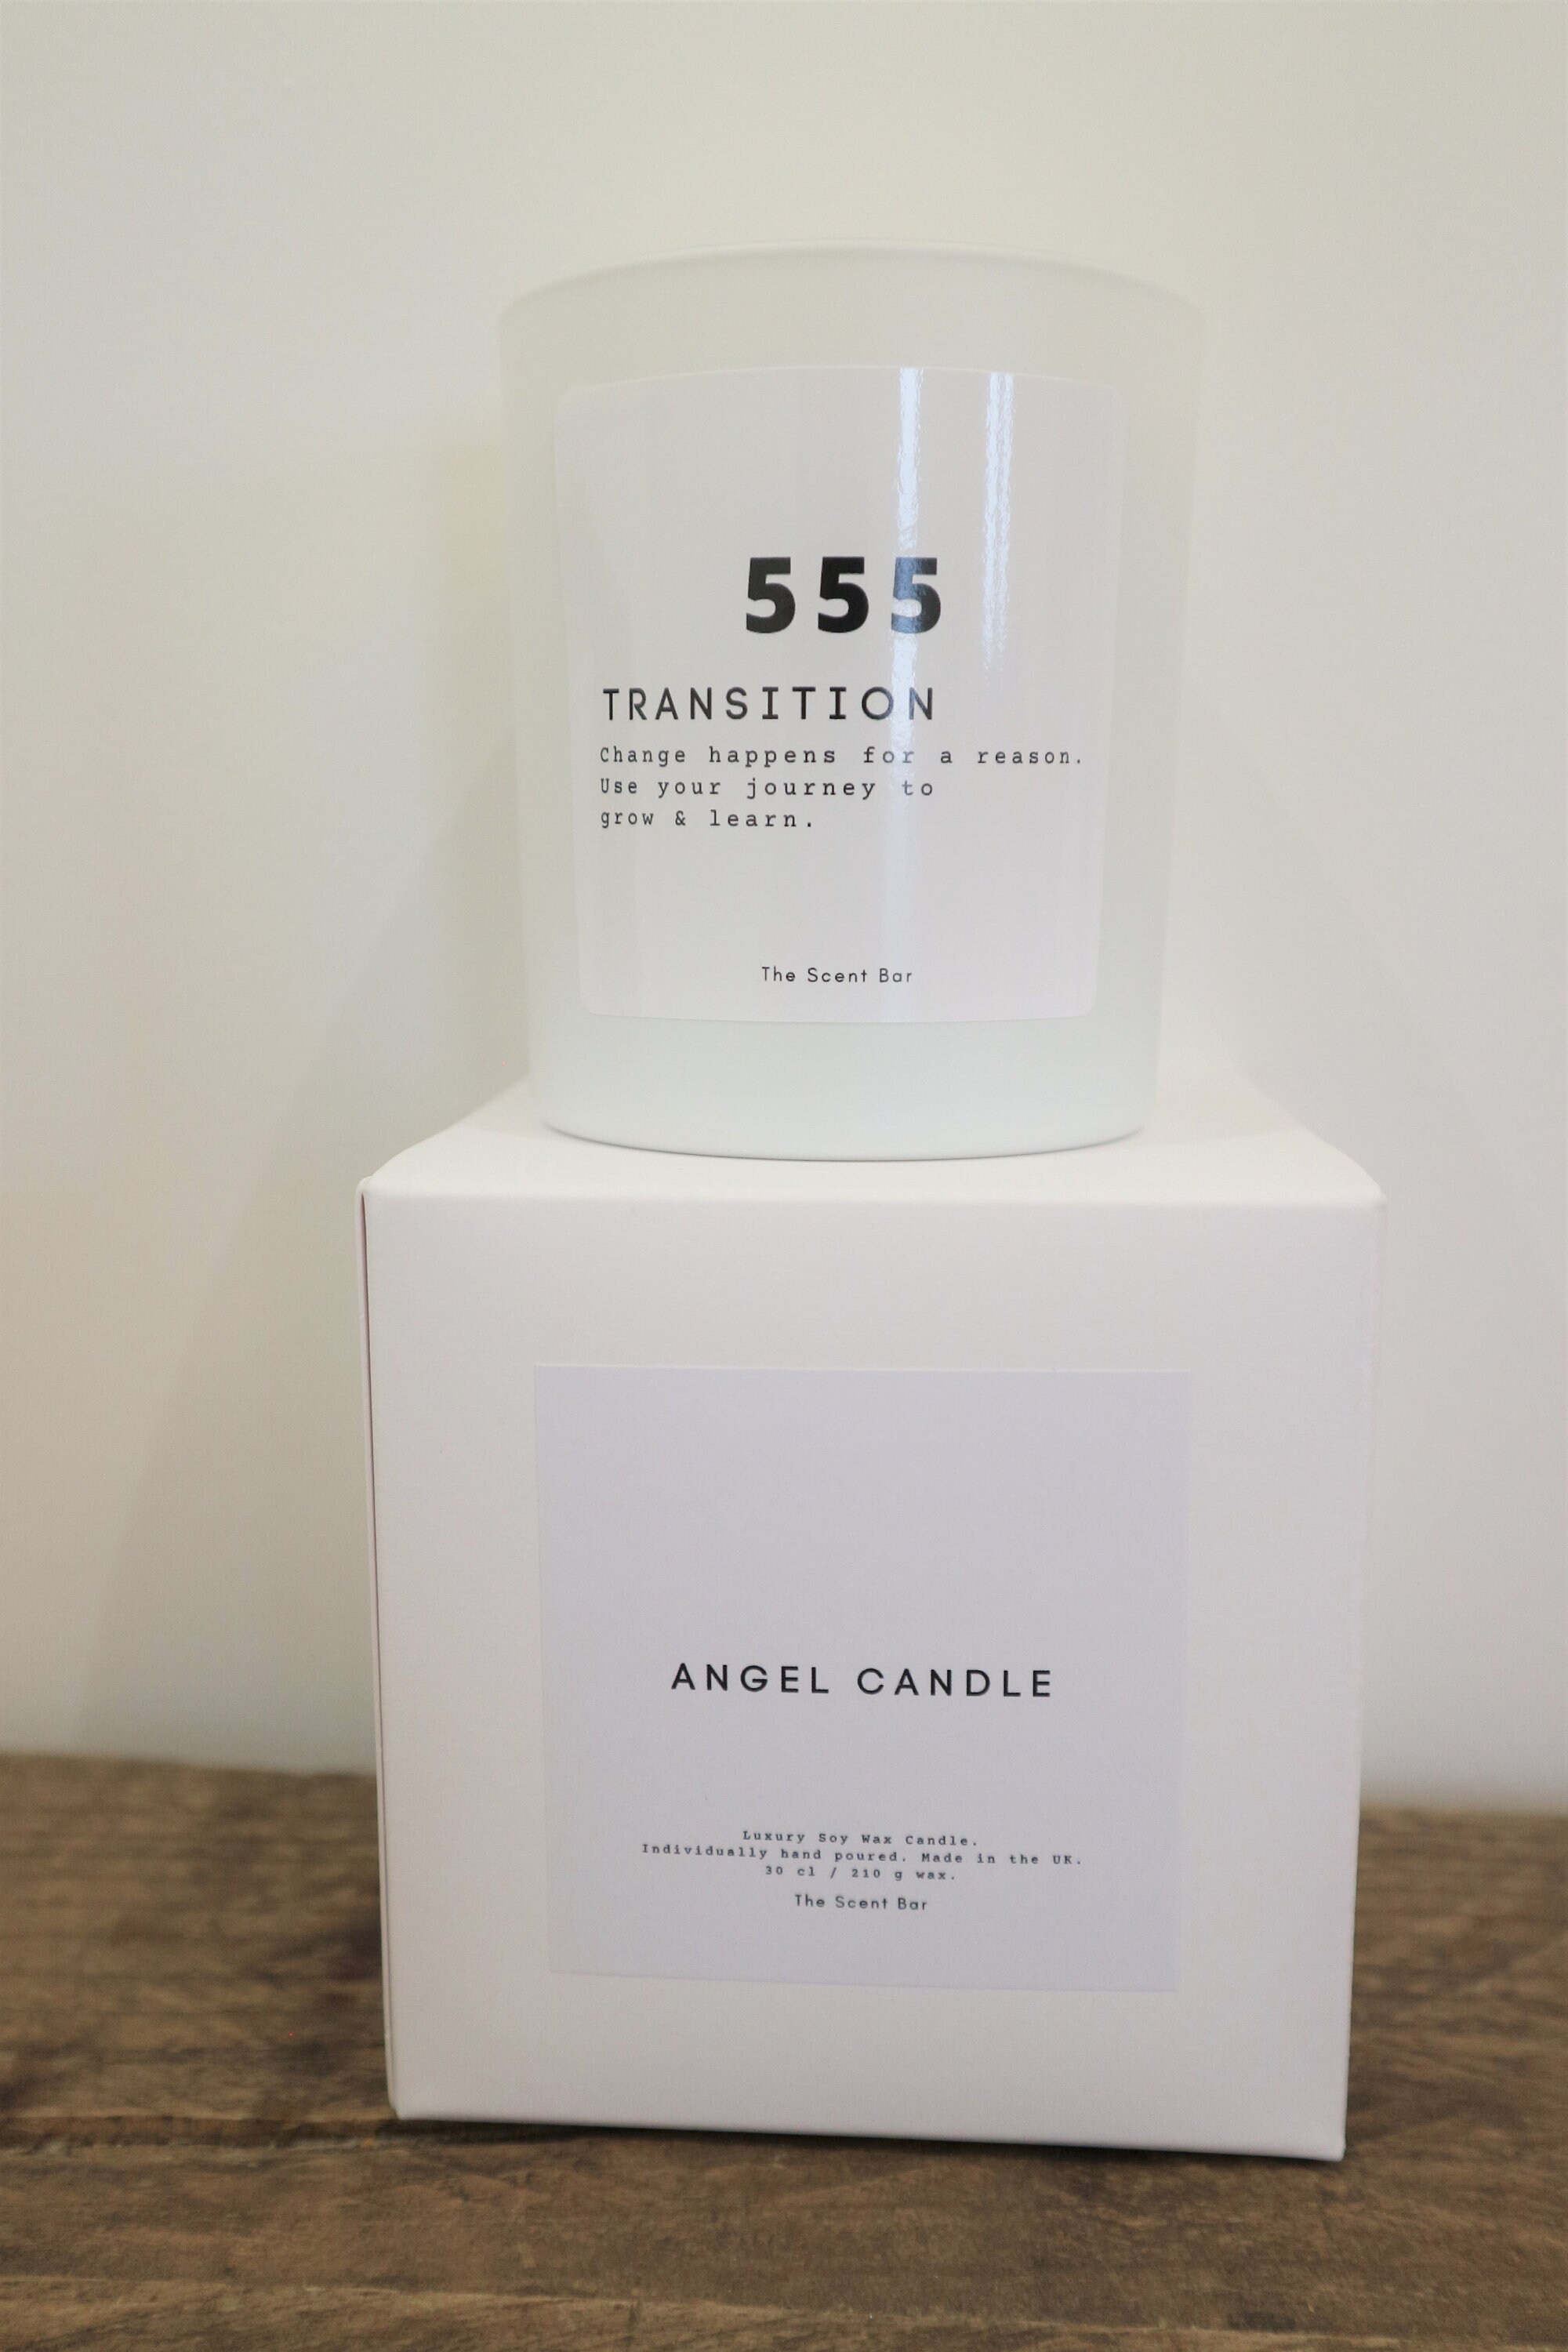 555
TRANSITION
Change happens for a reason.
Use your journey to
grow & learn.
The Scent Bar
ANGEL CANDLE
Luxury Soy Wax Candle.
Individually hand poured. Made in the UK.
30 cl / 210 g wax.
The Scent Bar